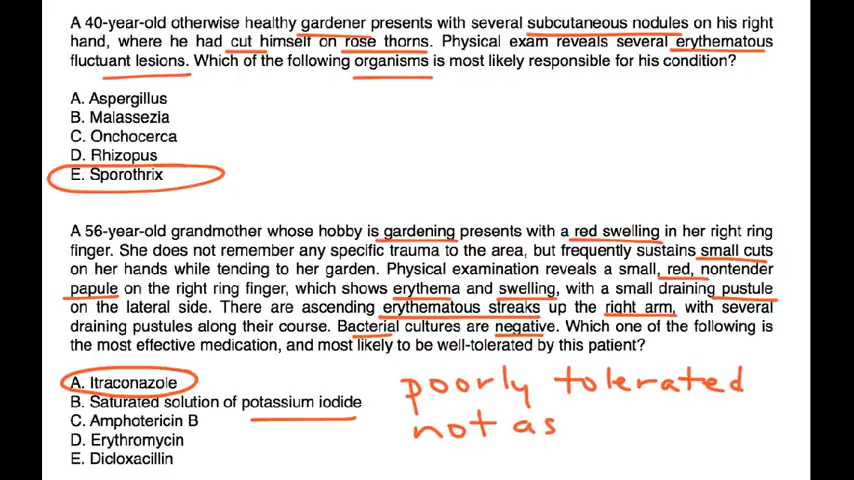 A 40-year-old otherwise healthy gardener presents with several subcutaneous nodules on his right
hand, where he had cut himself on rose thorns. Physical exam reveals several erythematous
fluctuant lesions. Which of the following organisms is most likely responsible for his condition?
A. Aspergillus
B. Malassezia
C. Onchocerca
D. Rhizopus
E. Sporothrix
A 56-year-old grandmother whose hobby is gardening presents with a red swelling in her right ring
finger. She does not remember any specific trauma to the area, but frequently sustains small cuts
on her hands while tending to her garden. Physical examination reveals a small, red, nontender
papule on the right ring finger, which shows erythema and swelling, with a small draining pustule
on the lateral side. There are ascending erythematous streaks up the right arm, with several
draining pustules along their course. Bacterial cultures are negative. Which one of the following is
the most effective medication, and most likely to be well-tolerated by this patient?
A. Itraconazole
B. Saturated solution of potassium iodide
C. Amphotericin B
D. Erythromycin
E. Dicloxacillin
poorly tolerated
not as